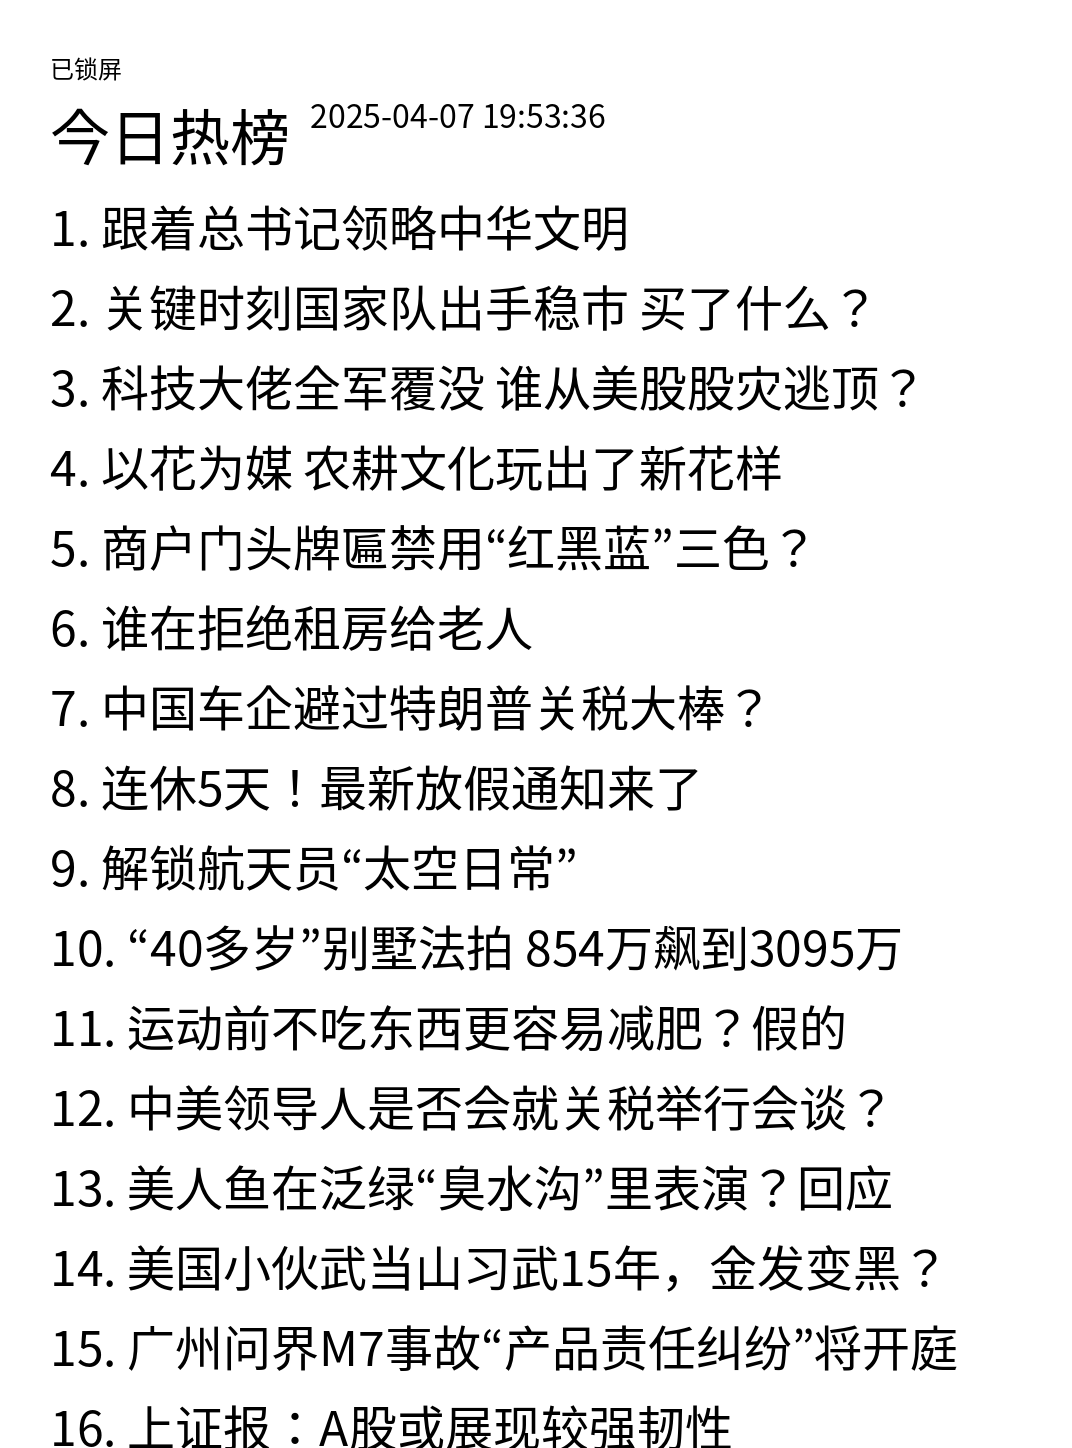 已锁屏
今日热榜 2025-04-07 19:53:36
1. 跟着总书记领略中华文明
2. 关键时刻国家队出手稳市 买了什么？
3. 科技大佬全军覆没 谁从美股股灾逃顶？
4. 以花为媒 农耕文化玩出了新花样
5. 商户门头牌匾禁用“红黑蓝”三色？
6. 谁在拒绝租房给老人
7. 中国车企避过特朗普关税大棒？
8. 连休5天！最新放假通知来了
9. 解锁航天员“太空日常”
10. “40多岁”别墅法拍 854万飙到3095万
11. 运动前不吃东西更容易减肥？假的
12. 中美领导人是否会就关税举行会谈？
13. 美人鱼在泛绿“臭水沟”里表演？回应
14. 美国小伙武当山习武15年，金发变黑？
15. 广州问界M7事故“产品责任纠纷”将开庭
16. 上证报：A股或展现较强韧性